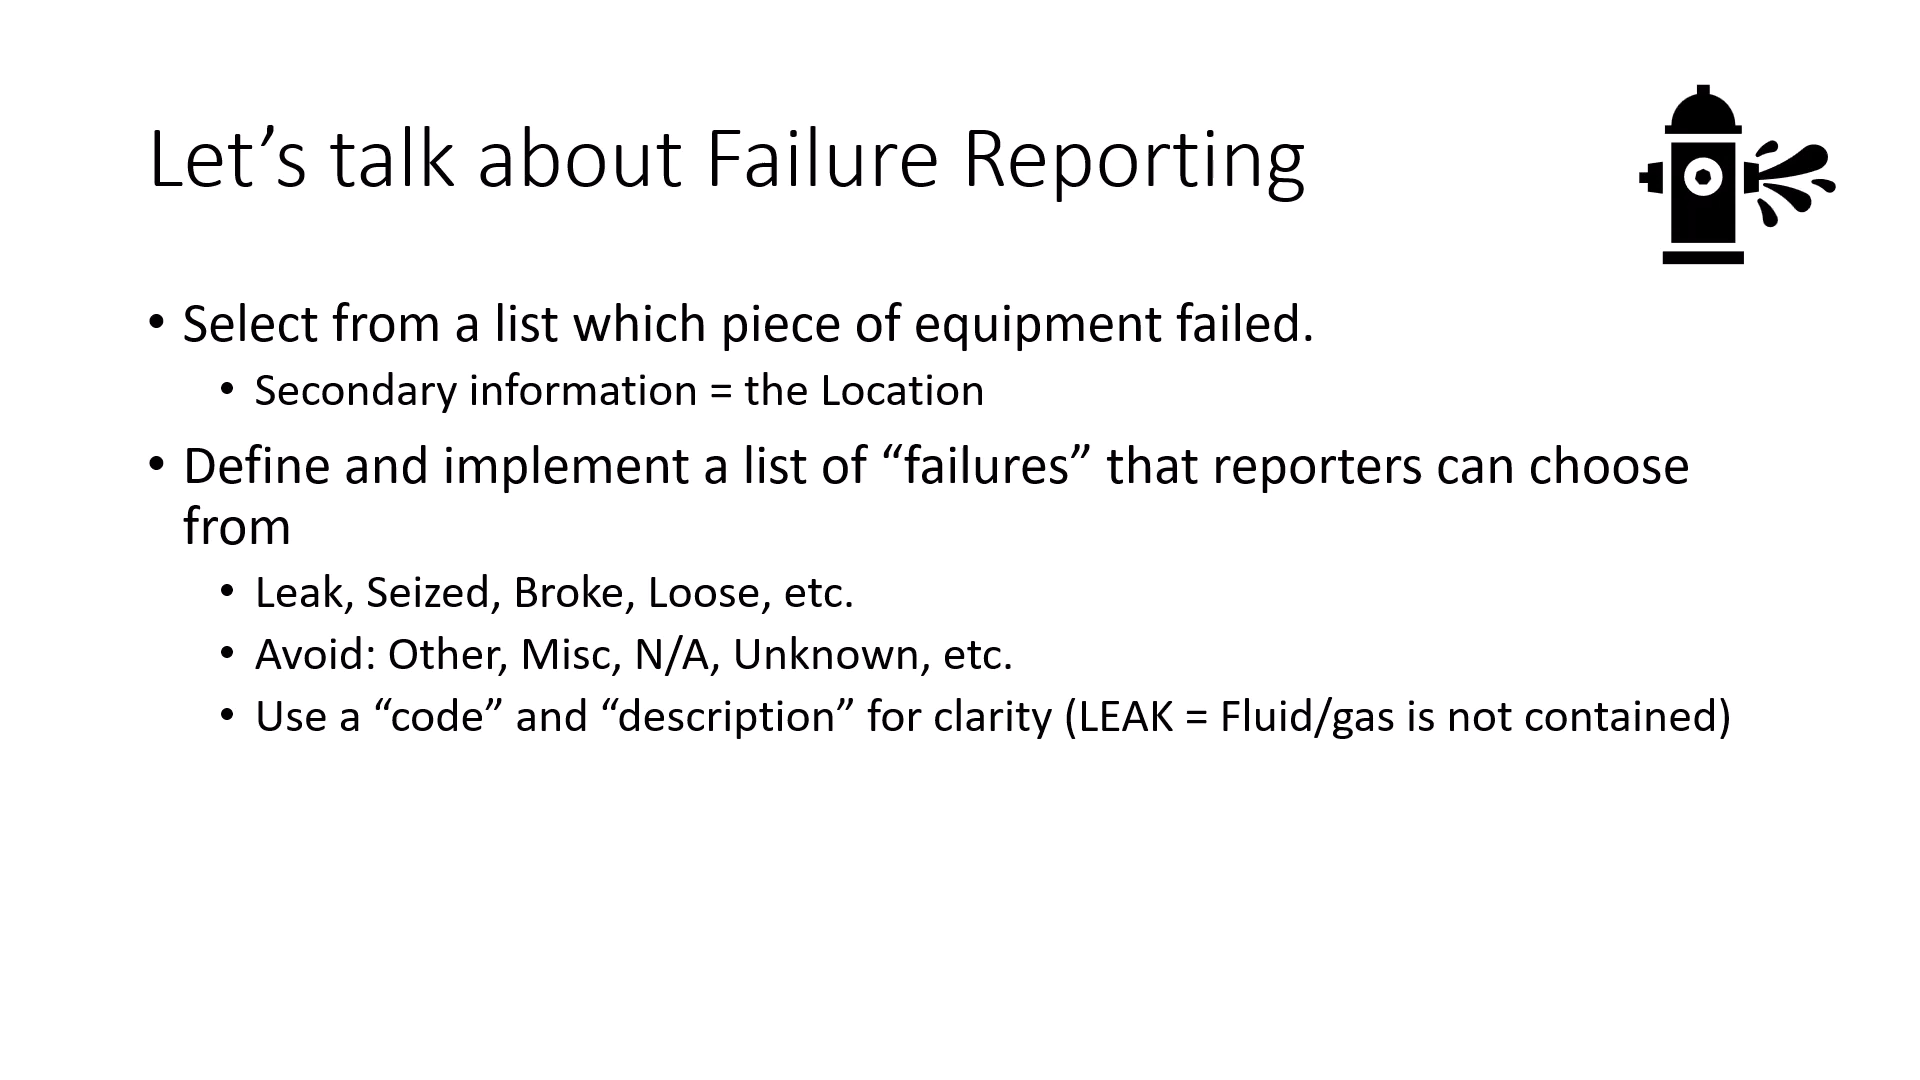 Let’s talk about Failure Reporting
• Select from a list which piece of equipment failed.
• Secondary information = the Location
• Define and implement a list of “failures” that reporters can choose
from
• Leak, Seized, Broke, Loose, etc.
• Avoid: Other, Misc, N/A, Unknown, etc.
• Use a “code” and “description” for clarity (LEAK = Fluid/gas is not contained)